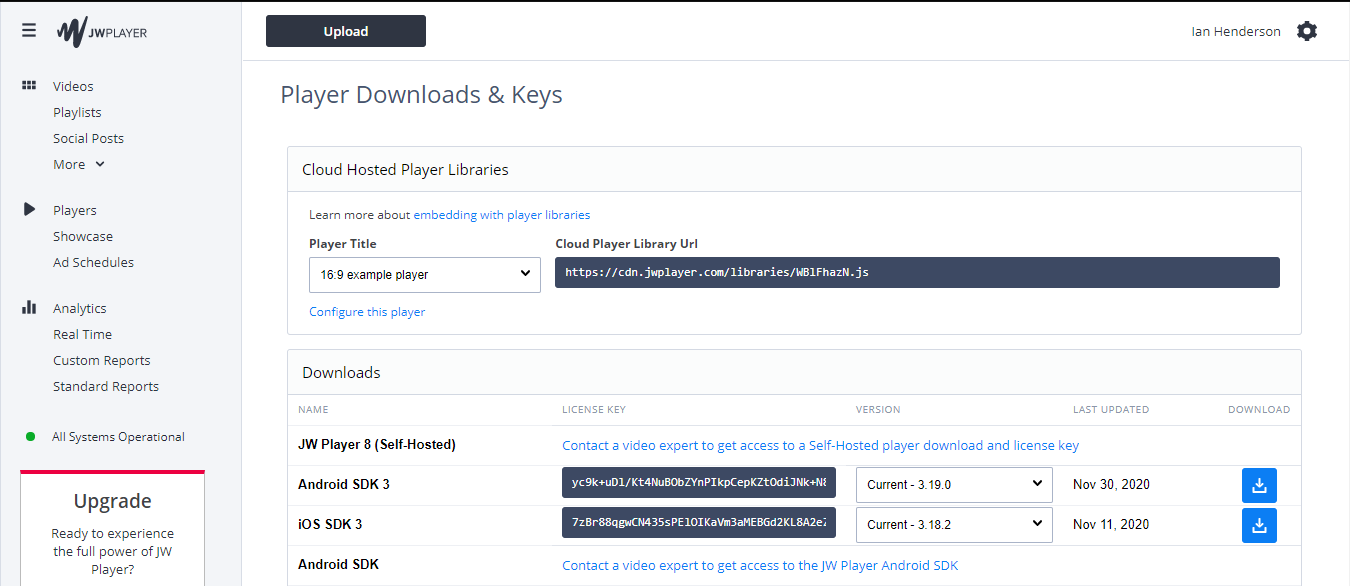 JWPLAYER
Upload
Ian Henderson
Videos
Playlists
Social Posts
More
Players
Showcase
Ad Schedules
Analytics
Real Time
Custom Reports
Standard Reports
All Systems Operational
Upgrade
Ready to experience
the full power of JW
Player?
Player Downloads & Keys
Cloud Hosted Player Libraries
Learn more about embedding with player libraries
Player Title Cloud Player Library Url
16:9 example player https://cdn.jwplayer.com/libraries/WBlFhazN.js
Configure this player
Downloads
NAME LICENSE KEY VERSION LAST UPDATED DOWNLOAD
JW Player 8 (Self-Hosted) Contact a video expert to get access to a Self-Hosted player download and license key
Android SDK 3 yc9k+uDl/Kt4NuBObZYnPIkpCepKZtOdiJNk+N8 Current - 3.19.0 Nov 30, 2020
iOS SDK 3 7zBr88qgwCN435sPElOIKaVm3aMEBGd2KL8A2eZ Current - 3.18.2 Nov 11, 2020
Android SDK Contact a video expert to get access to the JW Player Android SDK